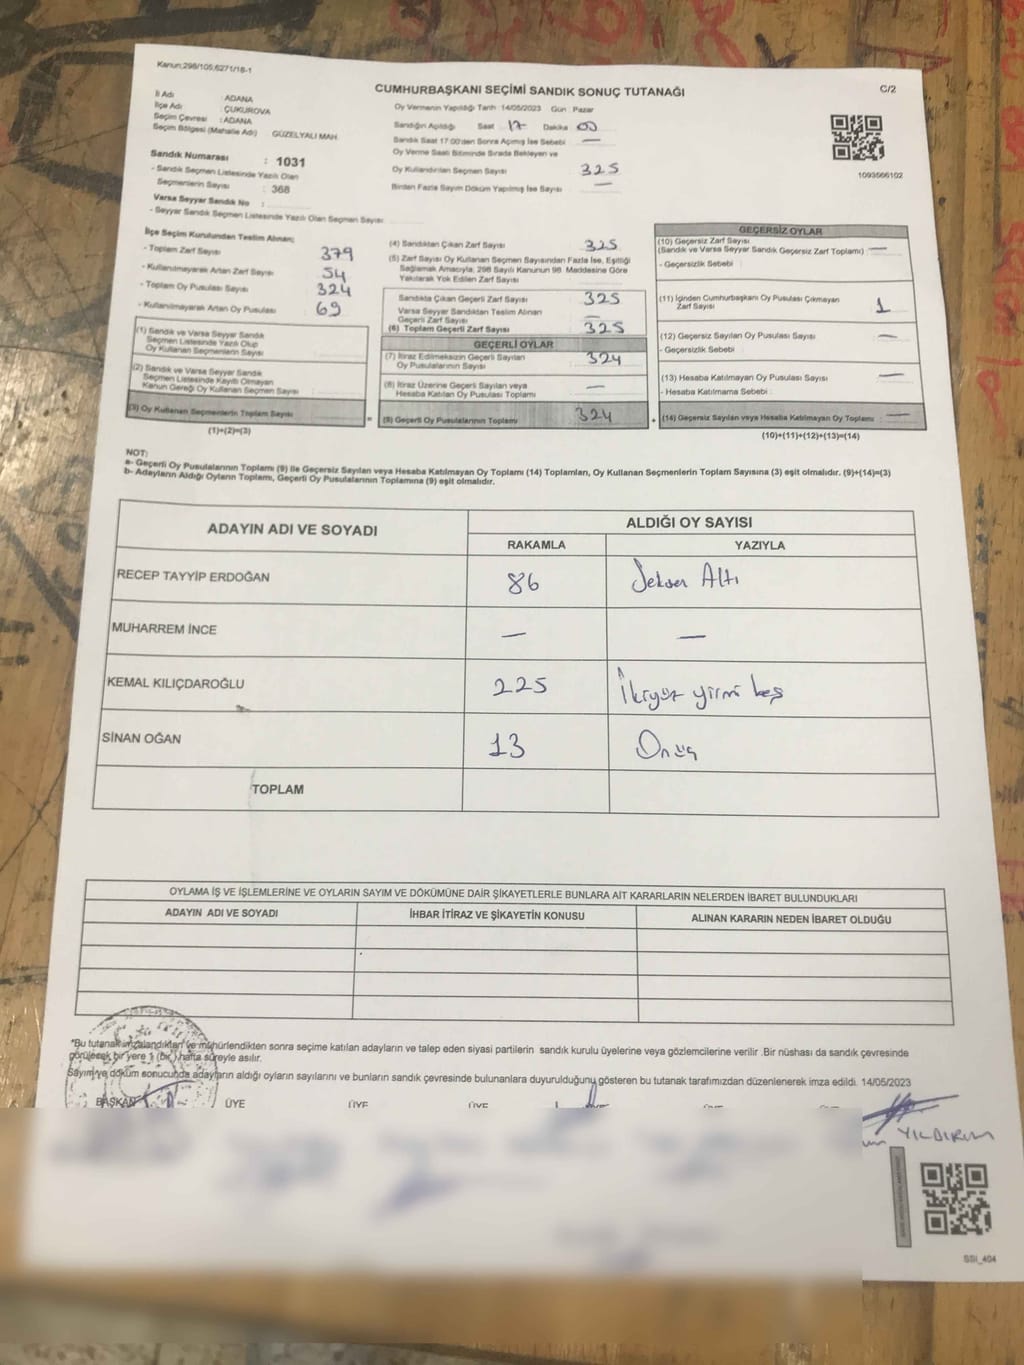 Kanun;298/105;6271/18-1
CUMHURBAŞKANI SEÇİMİ SANDIK SONUÇ TUTANAĞI
C/2
İl Adı : ADANA
İlçe Adı : ÇUKUROVA
Seçim Çevresi : ADANA
Seçim Bölgesi (Mahalle Adı) GÜZELYALI MAH.
Sandık Numarası : 1031
- Sandık Seçmen Listesinde Yazılı Olan
Seçmenlerin Sayısı : 368
Varsa Seyyar Sandık No :
- Seyyar Sandık Seçmen Listesinde Yazılı Olan Seçmen Sayısı
Oy Vermenin Yapıldığı Tarih 14/05/2023 Gün : Pazar
Sandığın Açıldığı Saat 17 Dakika 00
Sandık Saat 17:00'den Sonra Açımış İse Sebebi —
Oy Verme Saati Bitiminde Sırada Bekleyen ve
Oy Kullandırılan Seçmen Sayısı 325
Birden Fazla Sayım Döküm Yapılmış İse Sayısı —
1093566102
İlçe Seçim Kurulundan Teslim Alınan;
- Toplam Zarf Sayısı 379
- Kullanılmayarak Artan Zarf Sayısı 54
- Toplam Oy Pusulası Sayısı 324
- Kullanılmayarak Artan Oy Pusulası 69
(1) Sandık ve Varsa Seyyar Sandık
Seçmen Listesinde Yazılı Olup
Oy Kullanan Seçmenlerin Sayısı
(2) Sandık ve Varsa Seyyar Sandık
Seçmen Listesinde Kayıtlı Olmayan
Kanun Gereği Oy Kullanan Seçmen Sayısı
(3) Oy Kullanan Seçmenlerin Toplam Sayısı
(1)+(2)=(3)
=
(4) Sandıktan Çıkan Zarf Sayısı 325
(5) Zarf Sayısı Oy Kullanan Seçmen Sayısından Fazla İse, Eşitliği
Sağlamak Amacıyla, 298 Sayılı Kanunun 98. Maddesine Göre
Yakılarak Yok Edilen Zarf Sayısı
Sandıkta Çıkan Geçerli Zarf Sayısı 325
Varsa Seyyar Sandıktan Teslim Alınan
Geçerli Zarf Sayısı —
(6) Toplam Geçerli Zarf Sayısı 325
GEÇERLİ OYLAR
(7) İtiraz Edilmeksizin Geçerli Sayılan
Oy Pusulalarının Sayısı 324
(8) İtiraz Üzerine Geçerli Sayılan veya
Hesaba Katılan Oy Pusulası Toplamı —
(9) Geçerli Oy Pusulalarının Toplamı 324
+
GEÇERSİZ OYLAR
(10) Geçersiz Zarf Sayısı
(Sandık ve Varsa Seyyar Sandık Geçersiz Zarf Toplamı) —
- Geçersizlik Sebebi :
(11) İçinden Cumhurbaşkanı Oy Pusulası Çıkmayan
Zarf Sayısı 1
(12) Geçersiz Sayılan Oy Pusulası Sayısı —
- Geçersizlik Sebebi :
(13) Hesaba Katılmayan Oy Pusulası Sayısı —
- Hesaba Katılmama Sebebi :
(14) Geçersiz Sayılan veya Hesaba Katılmayan Oy Toplamı —
(10)+(11)+(12)+(13)=(14)
NOT:
a- Geçerli Oy Pusulalarının Toplamı (9) ile Geçersiz Sayılan veya Hesaba Katılmayan Oy Toplamı (14) Toplamları, Oy Kullanan Seçmenlerin Toplam Sayısına (3) eşit olmalıdır. (9)+(14)=(3)
b- Adayların Aldığı Oyların Toplamı, Geçerli Oy Pusulalarının Toplamına (9) eşit olmalıdır.
ADAYIN ADI VE SOYADI
ALDIĞI OY SAYISI
RAKAMLA YAZIYLA
RECEP TAYYİP ERDOĞAN 86 Seksen Altı
MUHARREM İNCE — —
KEMAL KILIÇDAROĞLU 225 İkiyüz yirmi beş
SİNAN OĞAN 13 Onüç
TOPLAM
OYLAMA İŞ VE İŞLEMLERİNE VE OYLARIN SAYIM VE DÖKÜMÜNE DAİR ŞİKAYETLERLE BUNLARA AİT KARARLARIN NELERDEN İBARET BULUNDUKLARI
ADAYIN ADI VE SOYADI İHBAR İTİRAZ VE ŞİKAYETİN KONUSU ALINAN KARARIN NEDEN İBARET OLDUĞU
*Bu tutanak imzalandıktan ve mühürlendikten sonra seçime katılan adayların ve talep eden siyasi partilerin sandık kurulu üyelerine veya gözlemcilerine verilir .Bir nüshası da sandık çevresinde
görülecek bir yere 1 (bir ) hafta süreyle asılır.
Sayım ve döküm sonucunda adayların aldığı oyların sayılarını ve bunların sandık çevresinde bulunanlara duyurulduğunu gösteren bu tutanak tarafımızdan düzenlenerek imza edildi. 14/05/2023
BAŞKAN ÜYE ÜYE ÜYE
YILDIRIM
SSİ_404